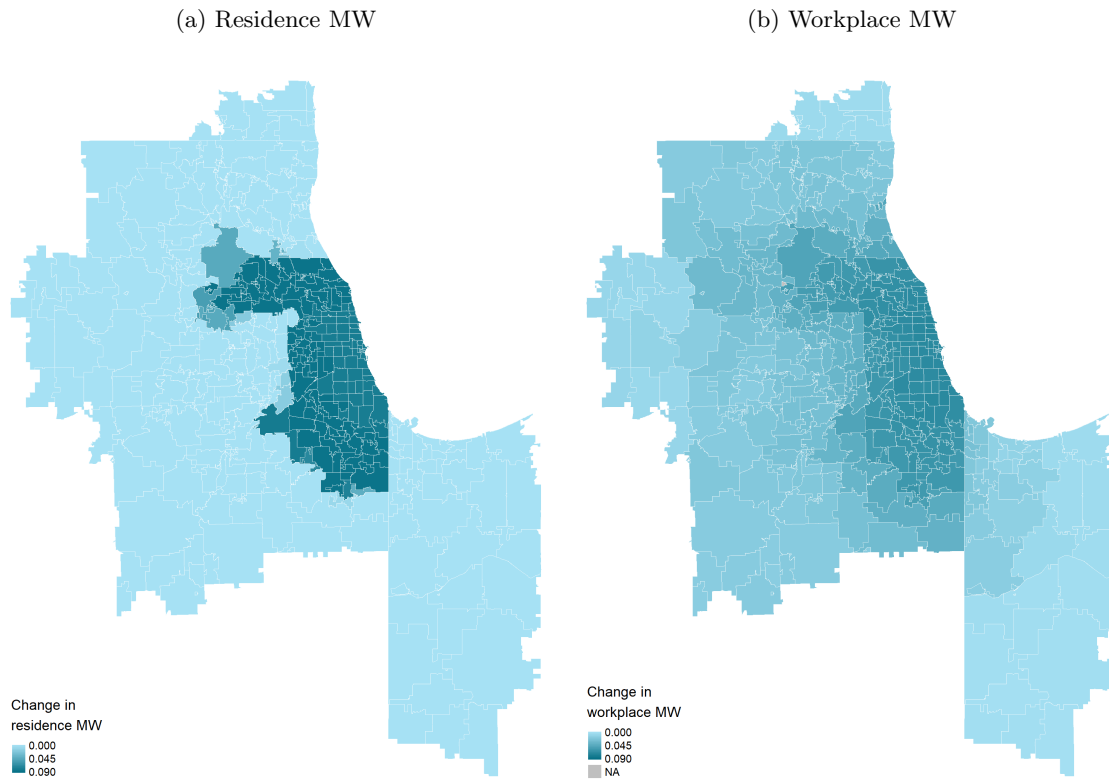 (a) Residence MW
(b) Workplace MW
Change in
residence MW
0.000
0.045
0.090
Change in
workplace MW
0.000
0.045
0.090
NA